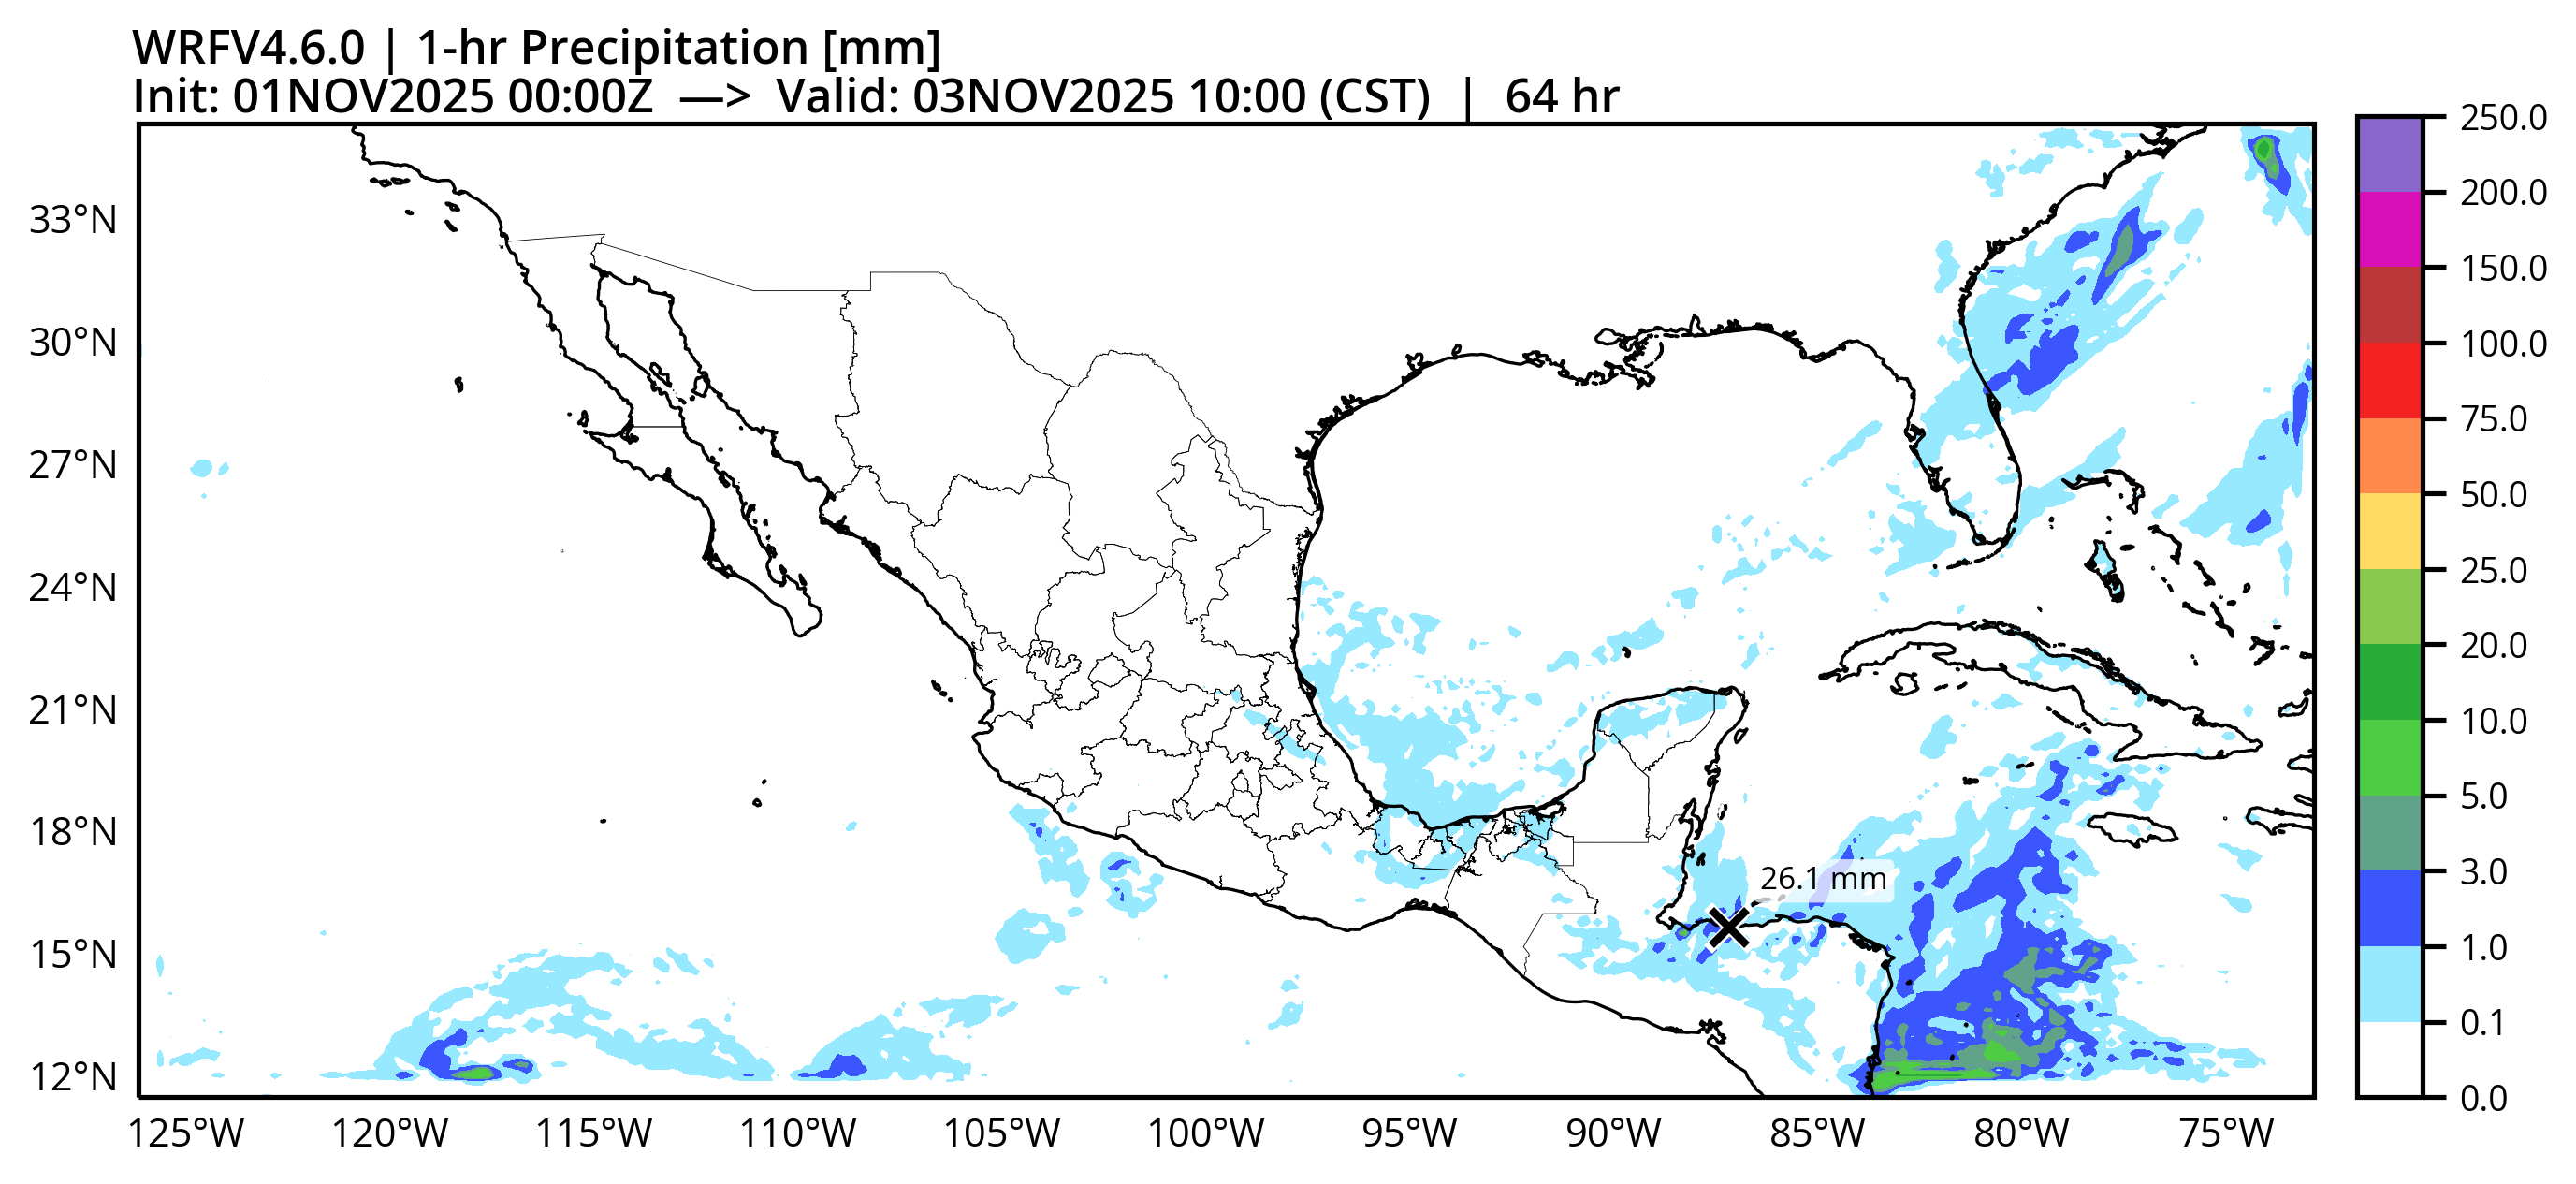 WRFV4.6.0 | 1-hr Precipitation [mm]
Init: 01NOV2025 00:00Z —> Valid: 03NOV2025 10:00 (CST) | 64 hr
33°N
30°N
27°N
24°N
21°N
18°N
15°N
12°N
26.1 mm
125°W 120°W 115°W 110°W 105°W 100°W 95°W 90°W 85°W 80°W 75°W
250.0
200.0
150.0
100.0
75.0
50.0
25.0
20.0
10.0
5.0
3.0
1.0
0.1
0.0